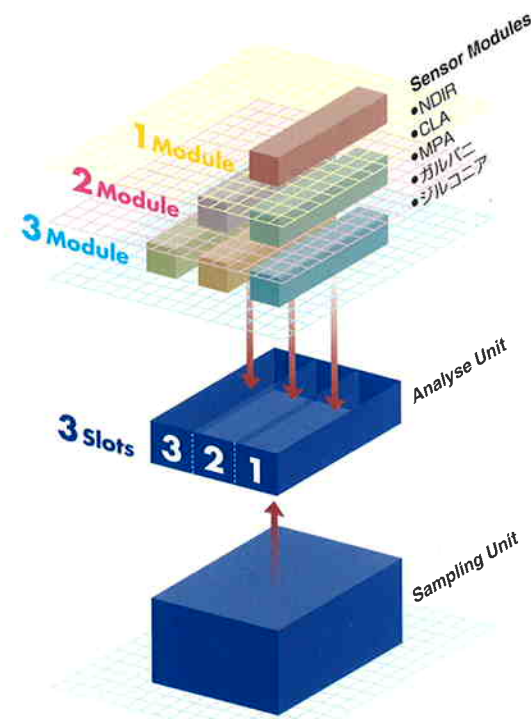 Sensor Modules
•NDIR
•CLA
•MPA
•ガルバニ
•ジルコニア
1 Module
2 Module
3 Module
Analyse Unit
3 Slots
3 2 1
Sampling Unit